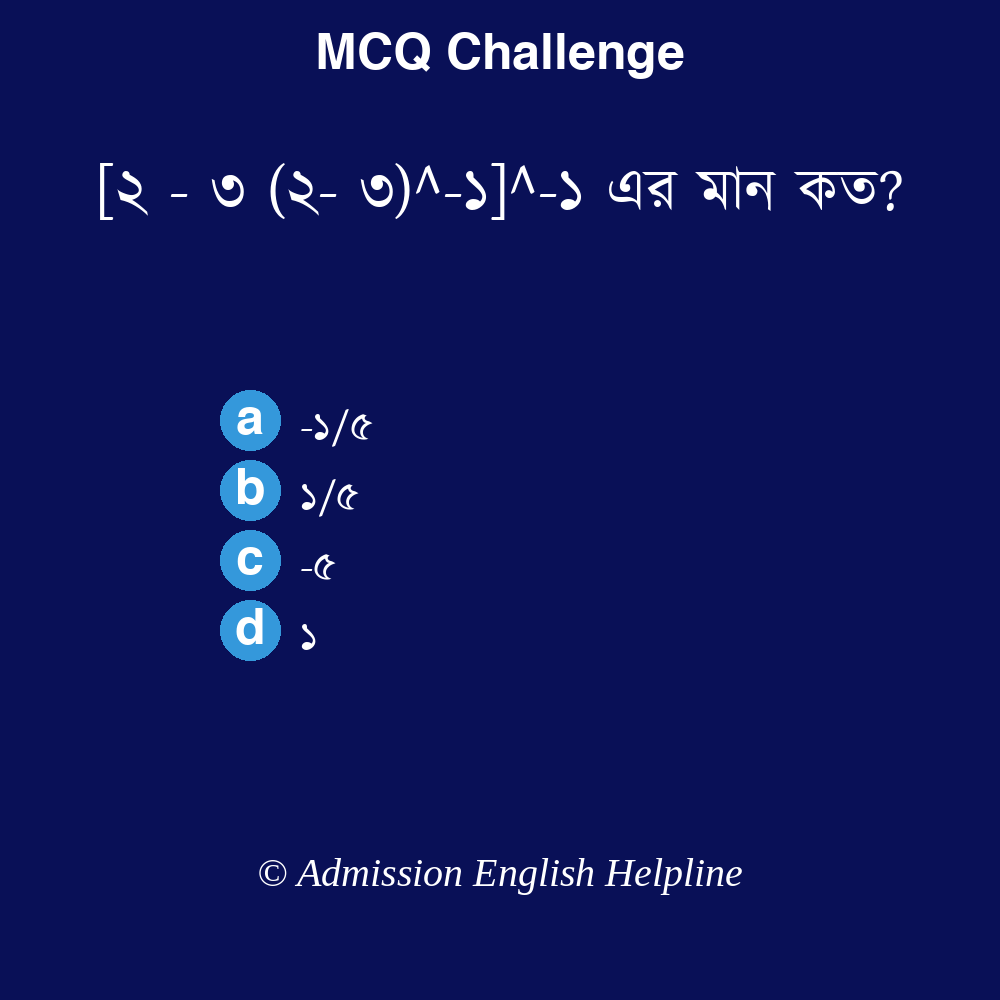 MCQ Challenge
[২ - ৩ (২- ৩)^-১]^-১ এর মান কত?
a -১/৫
b ১/৫
c -৫
d ১
© Admission English Helpline